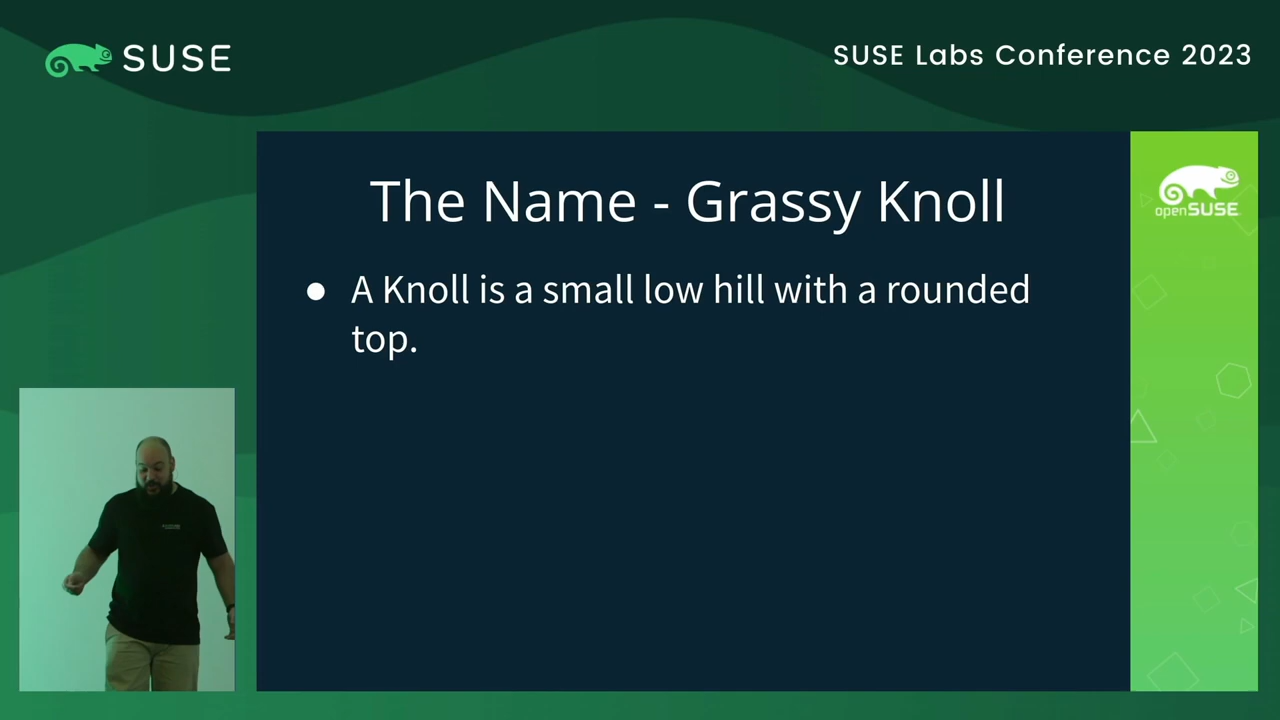 SUSE
SUSE Labs Conference 2023
The Name - Grassy Knoll
openSUSE
● A Knoll is a small low hill with a rounded
top.